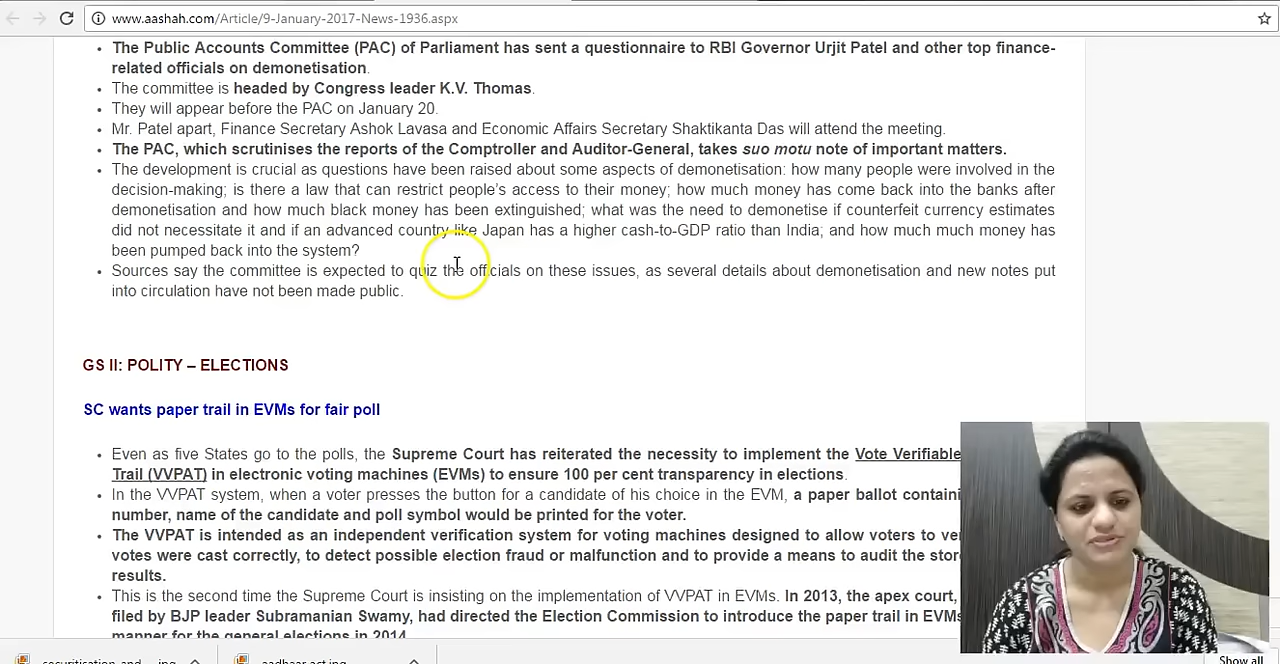 www.aashah.com/Article/9-January-2017-News-1936.aspx
• The Public Accounts Committee (PAC) of Parliament has sent a questionnaire to RBI Governor Urjit Patel and other top finance-
related officials on demonetisation.
• The committee is headed by Congress leader K.V. Thomas.
• They will appear before the PAC on January 20.
• Mr. Patel apart, Finance Secretary Ashok Lavasa and Economic Affairs Secretary Shaktikanta Das will attend the meeting.
• The PAC, which scrutinises the reports of the Comptroller and Auditor-General, takes suo motu note of important matters.
• The development is crucial as questions have been raised about some aspects of demonetisation: how many people were involved in the
decision-making; is there a law that can restrict people’s access to their money; how much money has come back into the banks after
demonetisation and how much black money has been extinguished; what was the need to demonetise if counterfeit currency estimates
did not necessitate it and if an advanced country like Japan has a higher cash-to-GDP ratio than India; and how much much money has
been pumped back into the system?
• Sources say the committee is expected to quiz the officials on these issues, as several details about demonetisation and new notes put
into circulation have not been made public.
GS II: POLITY – ELECTIONS
SC wants paper trail in EVMs for fair poll
• Even as five States go to the polls, the Supreme Court has reiterated the necessity to implement the Vote Verifiable
Trail (VVPAT) in electronic voting machines (EVMs) to ensure 100 per cent transparency in elections.
• In the VVPAT system, when a voter presses the button for a candidate of his choice in the EVM, a paper ballot
number, name of the candidate and poll symbol would be printed for the voter.
• The VVPAT is intended as an independent verification system for voting machines designed to allow voters to
votes were cast correctly, to detect possible election fraud or malfunction and to provide a means to audit the
results.
• This is the second time the Supreme Court is insisting on the implementation of VVPAT in EVMs. In 2013, the apex court,
filed by BJP leader Subramanian Swamy, had directed the Election Commission to introduce the paper trail in EVMs
manner for the general elections in 2014.
Show all